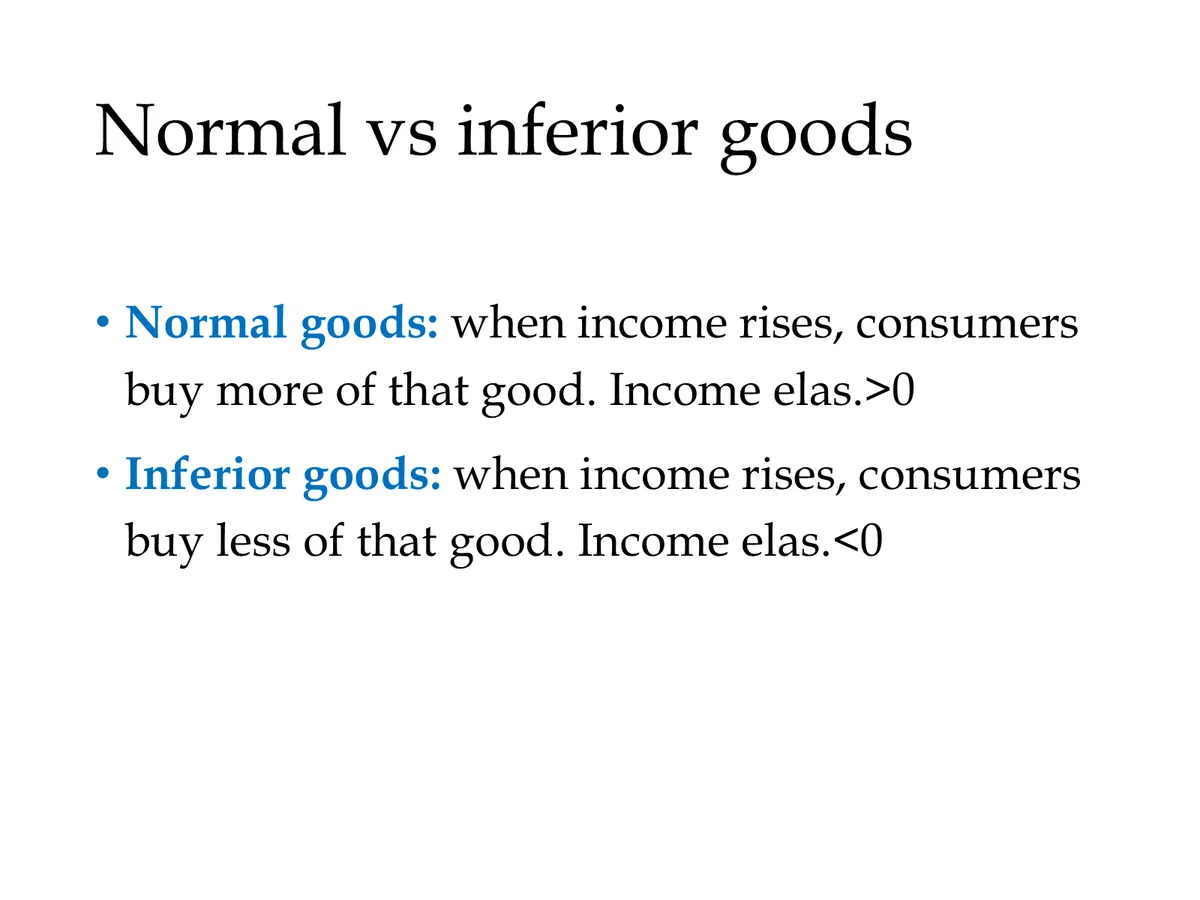 Normal vs inferior goods
• Normal goods: when income rises, consumers
buy more of that good. Income elas.>0
• Inferior goods: when income rises, consumers
buy less of that good. Income elas.<0